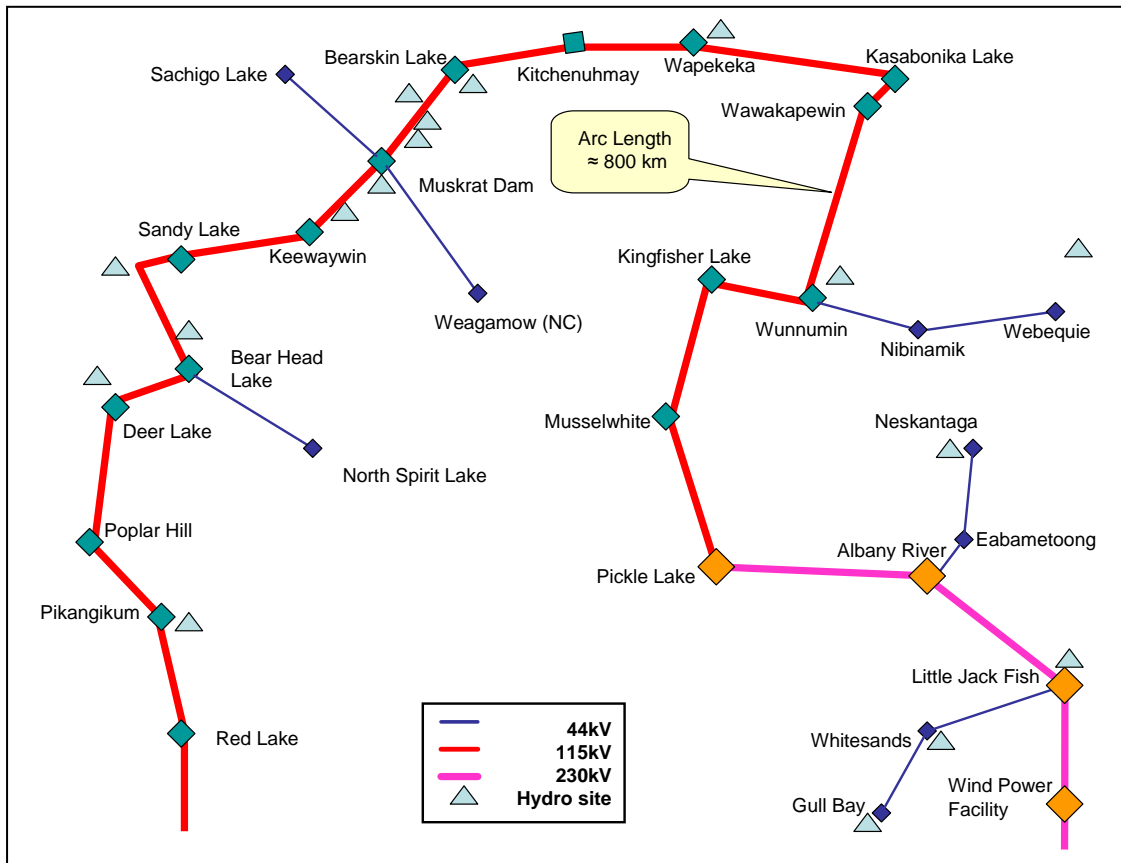 Bearskin Lake
Sachigo Lake
Kitchenuhmay
Wapekeka
Kasabonika Lake
Wawakapewin
Arc Length
≈ 800 km
Muskrat Dam
Sandy Lake
Keewaywin
Kingfisher Lake
Weagamow (NC)
Wunnumin
Nibinamik
Webequie
Bear Head
Lake
Deer Lake
Musselwhite
Neskantaga
North Spirit Lake
Poplar Hill
Albany River
Eabametoong
Pickle Lake
Pikangikum
Little Jack Fish
Red Lake
Whitesands
Wind Power
Facility
Gull Bay
44kV
115kV
230kV
Hydro site